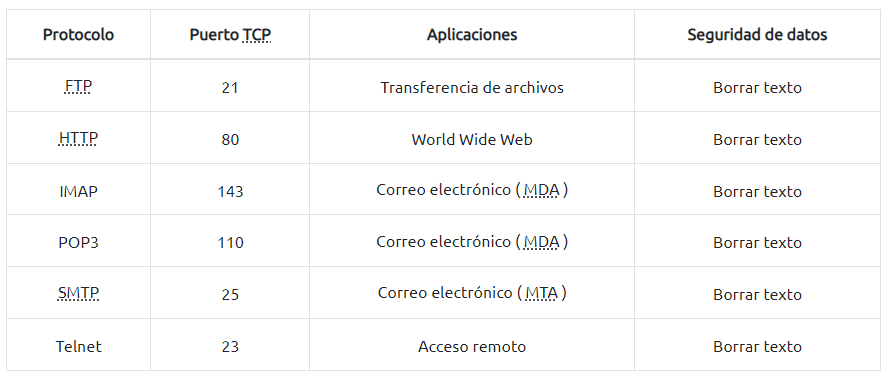 Protocolo Puerto TCP Aplicaciones Seguridad de datos
FTP 21 Transferencia de archivos Borrar texto
HTTP 80 World Wide Web Borrar texto
IMAP 143 Correo electrónico ( MDA ) Borrar texto
POP3 110 Correo electrónico ( MDA ) Borrar texto
SMTP 25 Correo electrónico ( MTA ) Borrar texto
Telnet 23 Acceso remoto Borrar texto